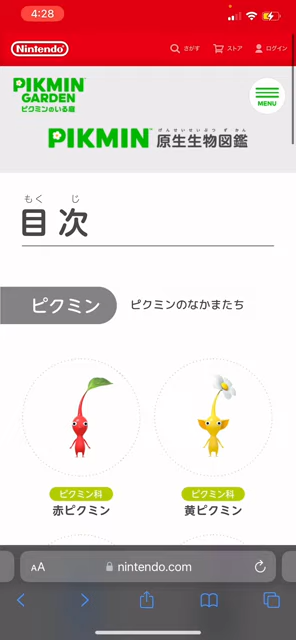 4:28
Nintendo
さがす
ストア
ログイン
PIKMIN
GARDEN
ピクミンのいる庭
MENU
げんせいせいぶつ ずかん
PIKMIN 原生生物図鑑
もく じ
目次
ピクミン
ピクミンのなかまたち
ピクミン科
ピクミン科
赤ピクミン
黄ピクミン
AA
nintendo.com